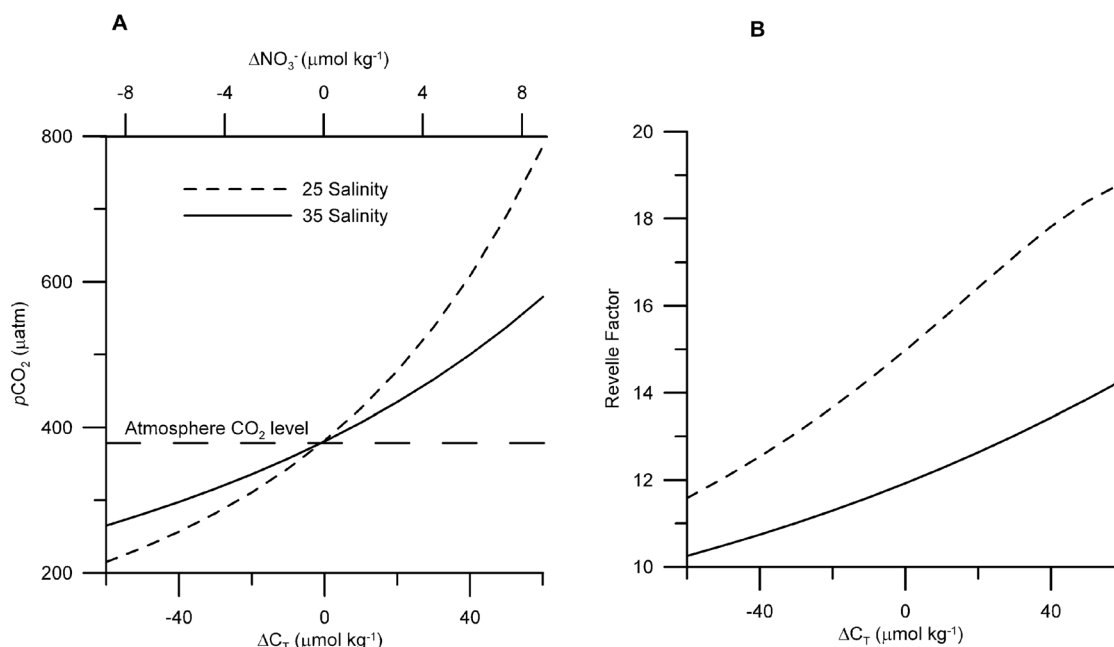 A
ΔNO₃⁻ (μmol kg⁻¹)
-8 -4 0 4 8
800
600
400
200
pCO₂ (μatm)
25 Salinity
35 Salinity
Atmosphere CO₂ level
-40 0 40
ΔC_T (μmol kg⁻¹)
B
20
18
16
14
12
10
Revelle Factor
-40 0 40
ΔC_T (μmol kg⁻¹)